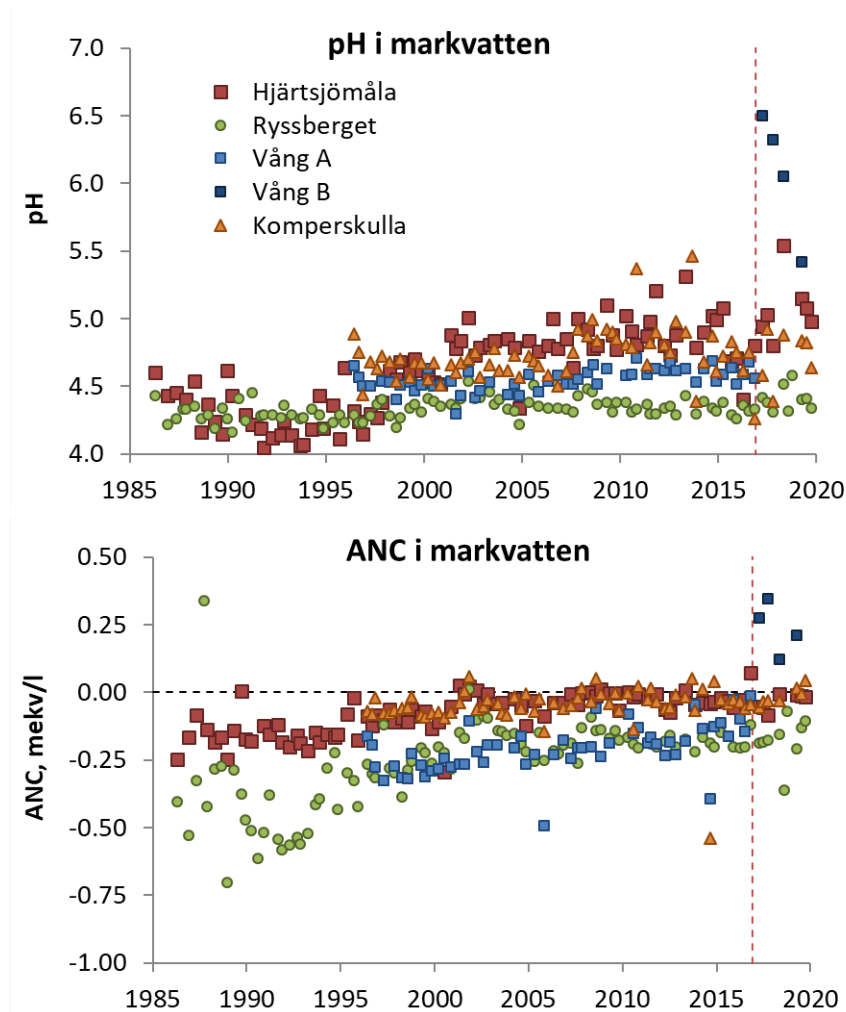 pH i markvatten
7.0
6.5
6.0
5.5
5.0
4.5
4.0
pH
Hjärtsjömåla
Ryssberget
Vång A
Vång B
Komperskulla
1985 1990 1995 2000 2005 2010 2015 2020
ANC i markvatten
0.50
0.25
0.00
-0.25
-0.50
-0.75
-1.00
ANC, mekv/l
1985 1990 1995 2000 2005 2010 2015 2020